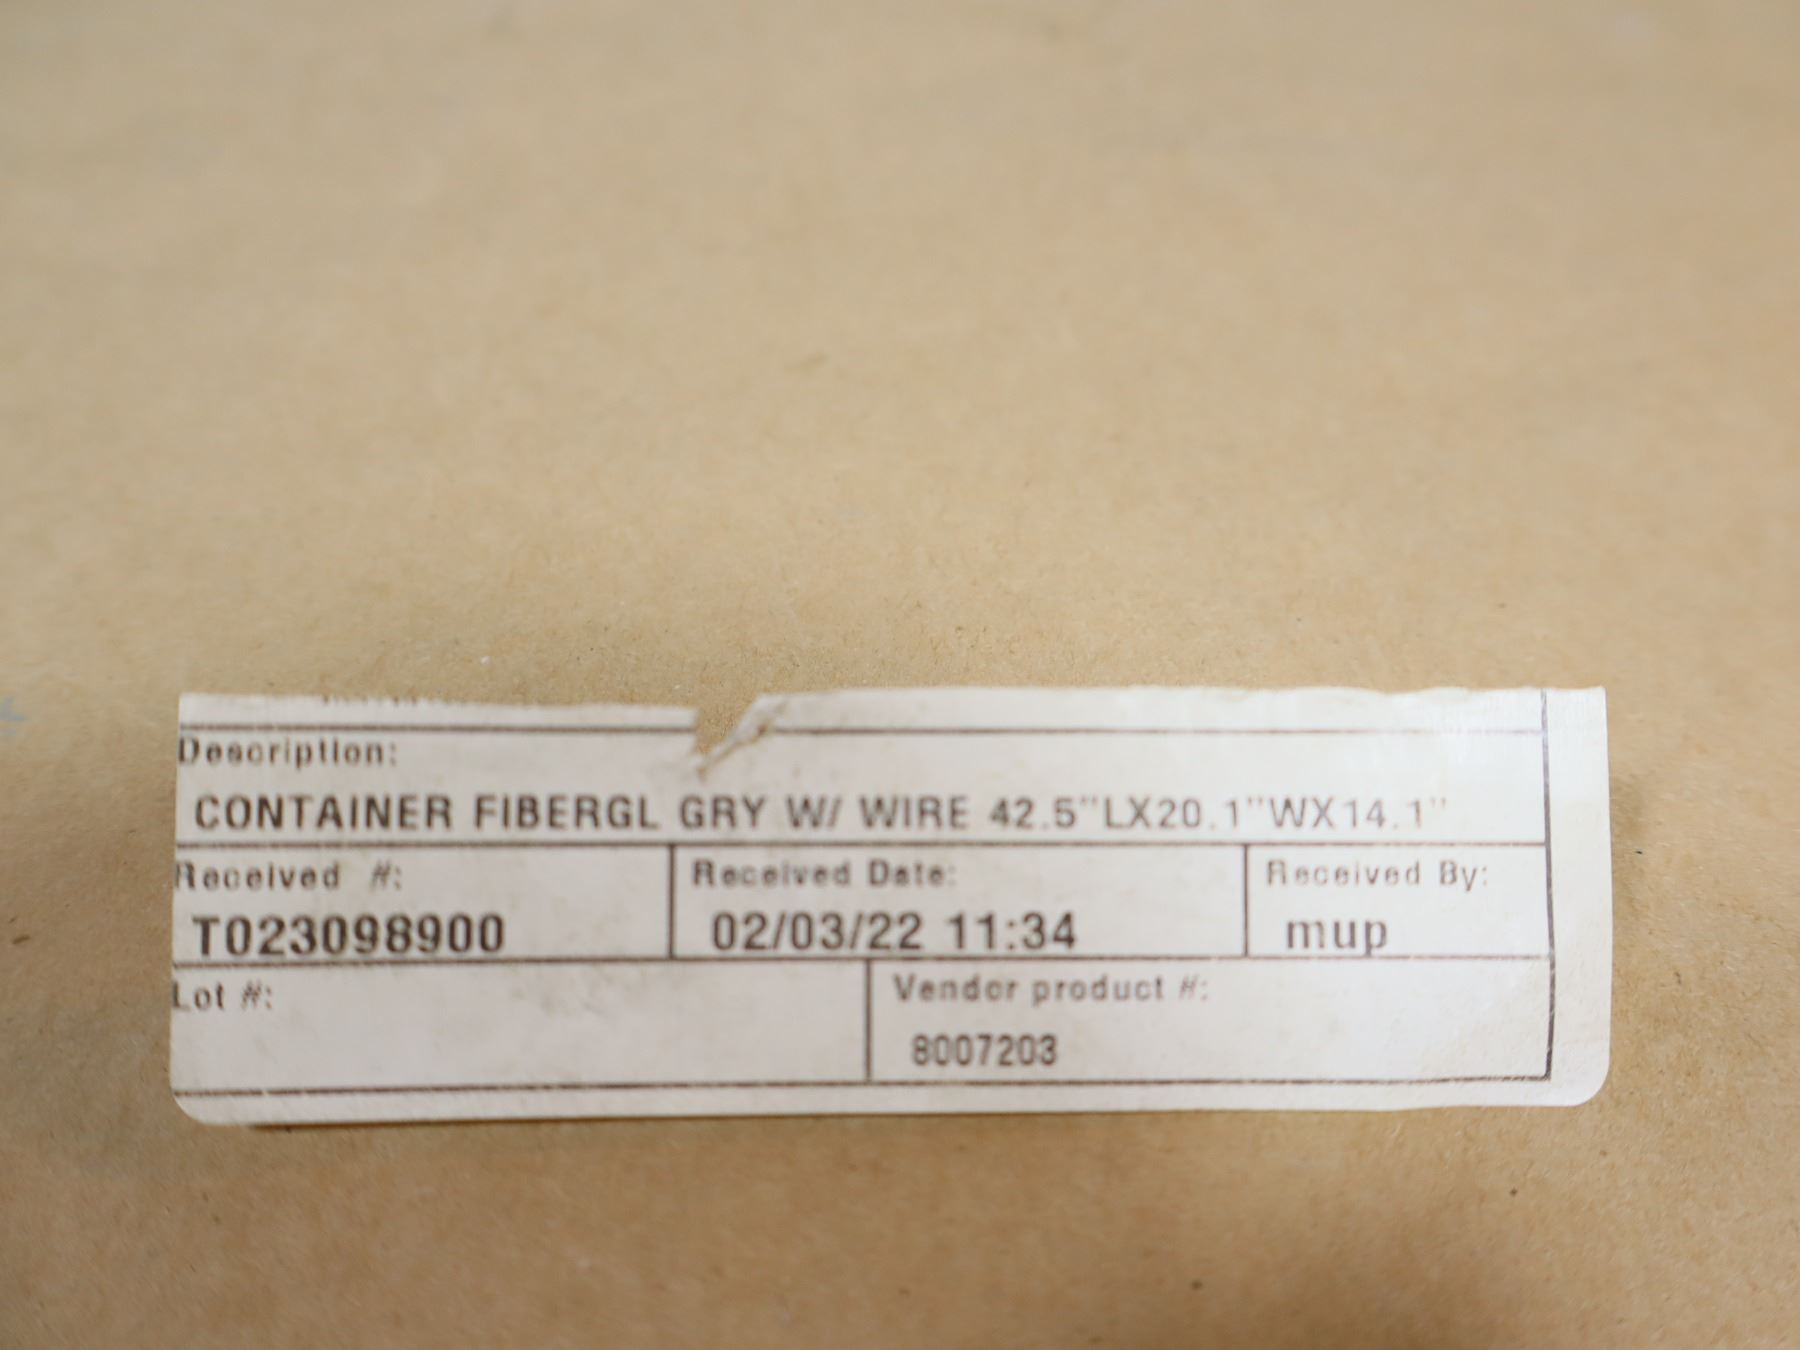 Description:
CONTAINER FIBERGL GRY W/ WIRE 42.5"LX20.1"WX14.1"
Received #: Received Date: Received By:
T023098900 02/03/22 11:34 mup
Lot #: Vendor product #:
8007203